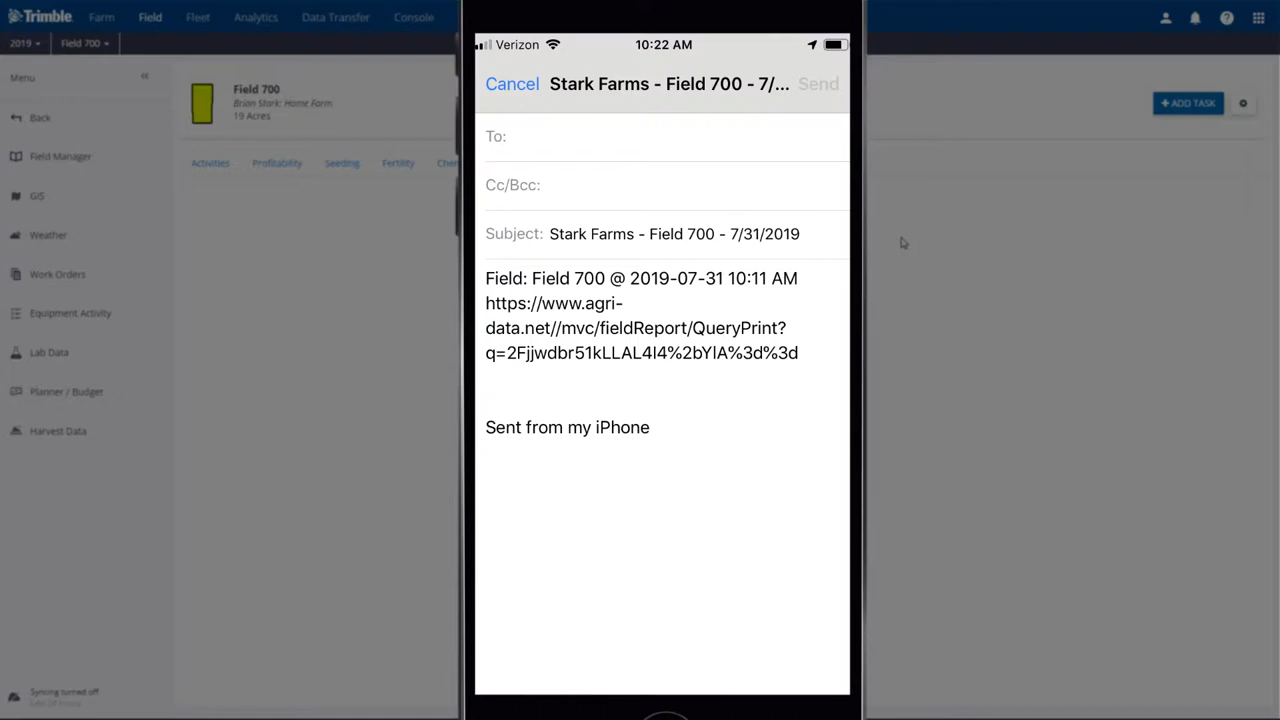 Trimble Farm Field Fleet Analytics Data Transfer Console
2019 Field 700
Menu
Back
Field Manager
GIS
Weather
Work Orders
Equipment Activity
Lab Data
Planner / Budget
Harvest Data
Syncing turned off
Field 700
Brian Stark: Home Farm
19 Acres
+ ADD TASK
Activities Profitability Seeding Fertility Chem
Verizon 10:22 AM
Cancel Stark Farms - Field 700 - 7/... Send
To:
Cc/Bcc:
Subject: Stark Farms - Field 700 - 7/31/2019
Field: Field 700 @ 2019-07-31 10:11 AM
https://www.agri-
data.net//mvc/fieldReport/QueryPrint?
q=2Fjjwdbr51kLLAL4I4%2bYlA%3d%3d
Sent from my iPhone